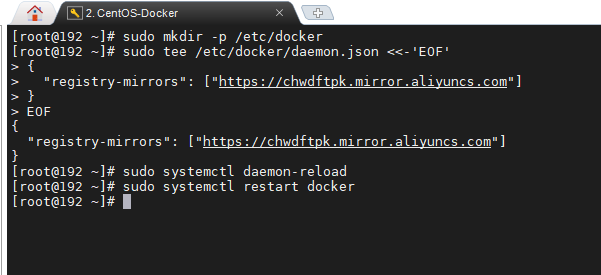 2. CentOS-Docker
[root@192 ~]# sudo mkdir -p /etc/docker
[root@192 ~]# sudo tee /etc/docker/daemon.json <<-'EOF'
> {
>   "registry-mirrors": ["https://chwdftpk.mirror.aliyuncs.com"]
> }
> EOF
{
  "registry-mirrors": ["https://chwdftpk.mirror.aliyuncs.com"]
}
[root@192 ~]# sudo systemctl daemon-reload
[root@192 ~]# sudo systemctl restart docker
[root@192 ~]#